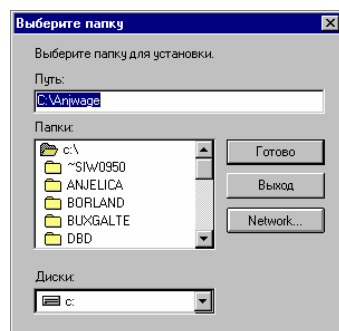 Выберите папку
Выберите папку для установки.
Путь:
C:\Anjwage
Папки:
c:\
~SIW0950
ANJELICA
BORLAND
BUXGALTE
DBD
Готово
Выход
Network...
Диски:
c: